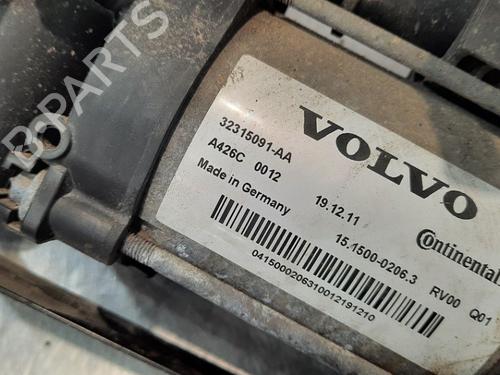 B-PARTS
VOLVO
32315091-AA
A426C 0012
Made in Germany
19.12.11
15.1500-0206.3
Continental
RV00 Q01
0415000206310012191210